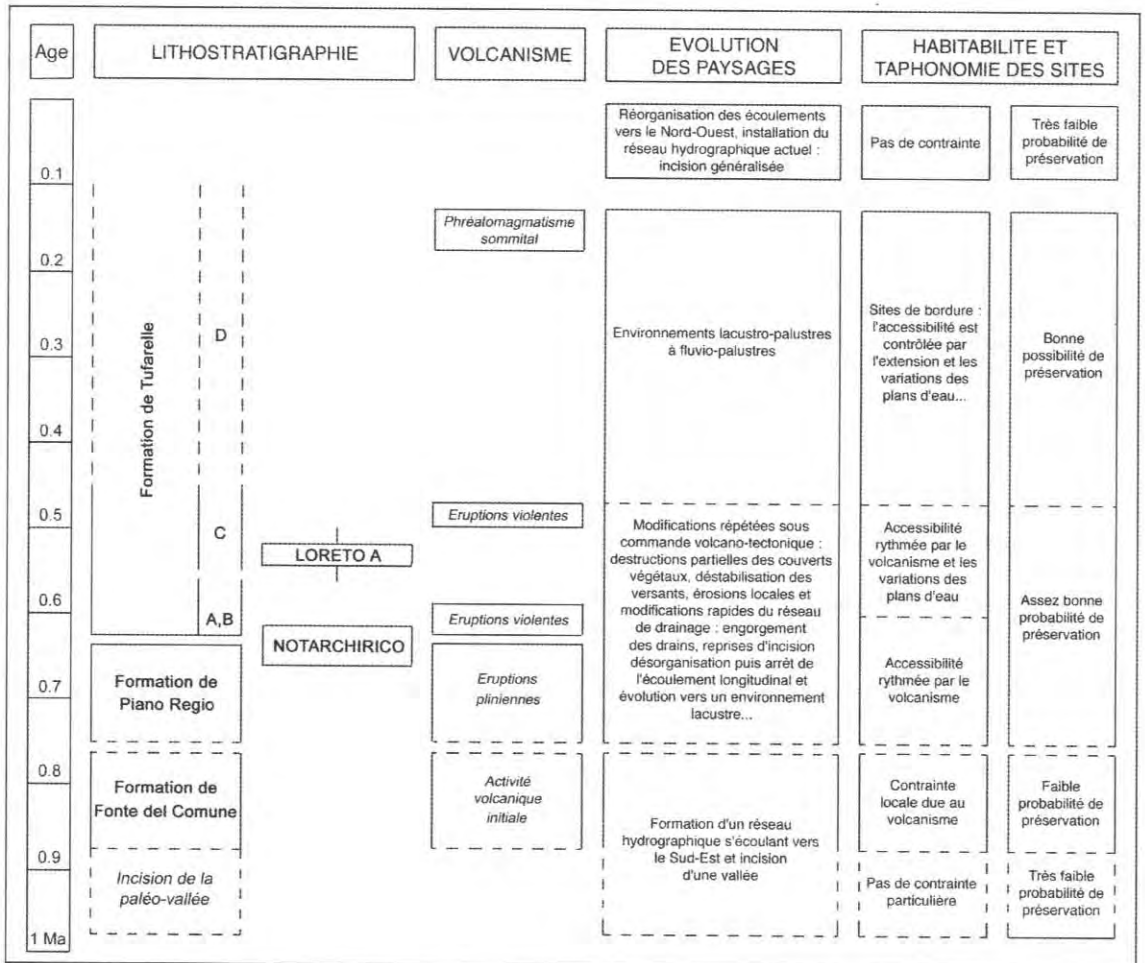 Age
LITHOSTRATIGRAPHIE
VOLCANISME
EVOLUTION
DES PAYSAGES
HABITABILITE ET
TAPHONOMIE DES SITES
0.1
0.2
0.3
0.4
0.5
0.6
0.7
0.8
0.9
1 Ma
Formation de Tufarelle
D
C
A,B
LORETO A
NOTARCHIRICO
Formation de
Piano Regio
Formation de
Fonte del Comune
Incision de la
paléo-vallée
Phréatomagmatisme
sommital
Eruptions violentes
Eruptions violentes
Eruptions
pliniennes
Activité
volcanique
initiale
Réorganisation des écoulements
vers le Nord-Ouest, installation du
réseau hydrographique actuel :
incision généralisée
Environnements lacustro-palustres
à fluvio-palustres
Modifications répétées sous
commande volcano-tectonique :
destructions partielles des couverts
végétaux, déstabilisation des
versants, érosions locales et
modifications rapides du réseau
de drainage : engorgement
des drains, reprises d'incision
désorganisation puis arrêt de
l'écoulement longitudinal et
évolution vers un environnement
lacustre...
Formation d'un réseau
hydrographique s'écoulant vers
le Sud-Est et incision
d'une vallée
Pas de contrainte
Sites de bordure :
l'accessibilité est
contrôlée par
l'extension et les
variations des
plans d'eau...
Accessibilité
rythmée par le
volcanisme et les
variations des
plans d'eau
Accessibilité
rythmée par le
volcanisme
Contrainte
locale due au
volcanisme
Pas de contrainte
particulière
Très faible
probabilité de
préservation
Bonne
possibilité de
préservation
Assez bonne
probabilité de
préservation
Faible
probabilité de
préservation
Très faible
probabilité de
préservation